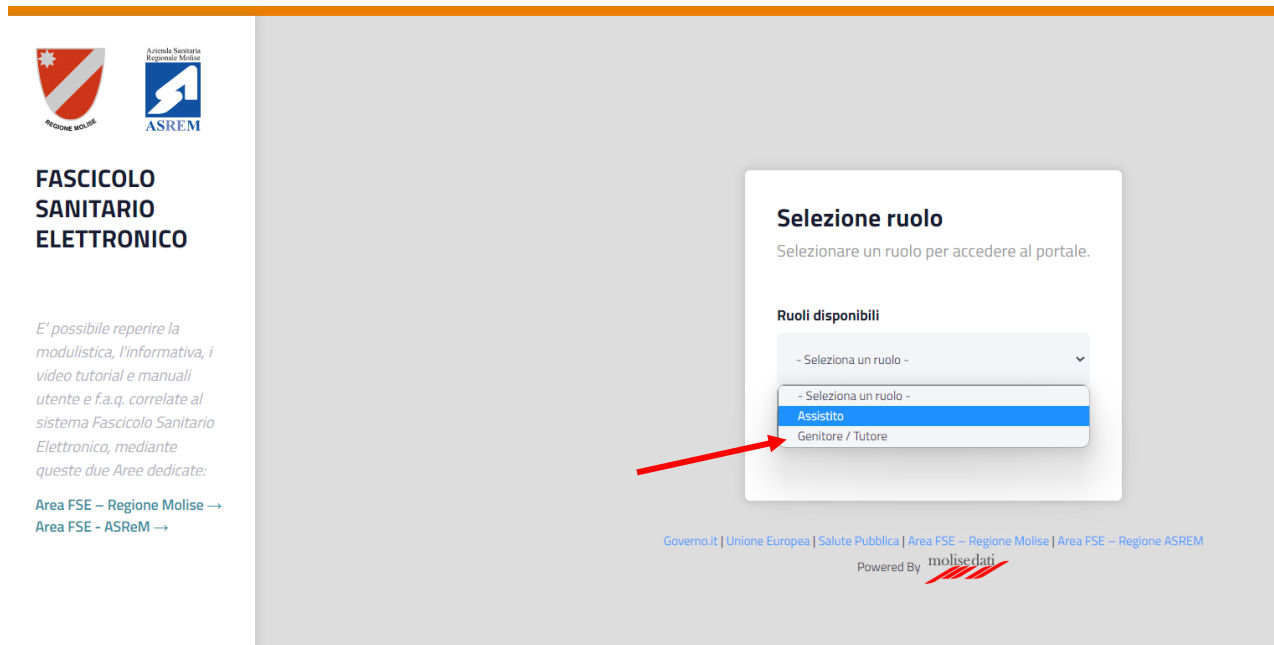 REGIONE MOLISE
Azienda Sanitaria
Regionale Molise
ASREM
FASCICOLO
SANITARIO
ELETTRONICO
E' possibile reperire la
modulistica, l'informativa, i
video tutorial e manuali
utente e f.a.q. correlate al
sistema Fascicolo Sanitario
Elettronico, mediante
queste due Aree dedicate:
Area FSE – Regione Molise →
Area FSE - ASReM →
Selezione ruolo
Selezionare un ruolo per accedere al portale.
Ruoli disponibili
- Seleziona un ruolo -
- Seleziona un ruolo -
Assistito
Genitore / Tutore
Governo.it | Unione Europea | Salute Pubblica | Area FSE – Regione Molise | Area FSE – Regione ASREM
Powered By molisedati